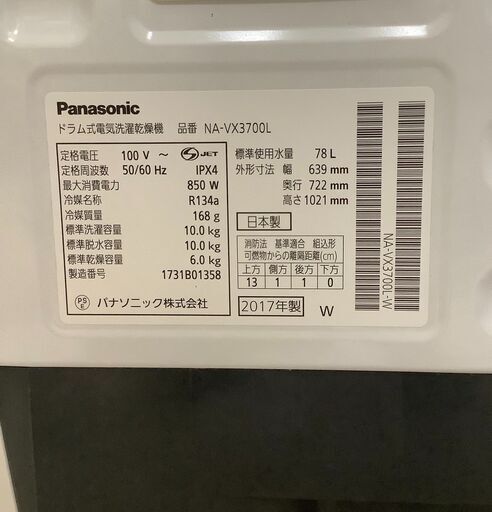 Panasonic
ドラム式電気洗濯乾燥機 品番 NA-VX3700L
定格電圧 100 V ～ S JET
定格周波数 50/60 Hz IPX4
最大消費電力 850 W
冷媒名称 R134a
冷媒質量 168 g
標準洗濯容量 10.0 kg
標準脱水容量 10.0 kg
標準乾燥容量 6.0 kg
製造番号 1731B01358
PS E パナソニック株式会社
標準使用水量 78 L
外形寸法 幅 639 mm
奥行 722 mm
高さ 1021 mm
日本製
消防法 基準適合 組込形
可燃物からの離隔距離(cm)
上方 側方 後方 下方
13 1 1 0
2017年製 W
NA-VX3700L-W